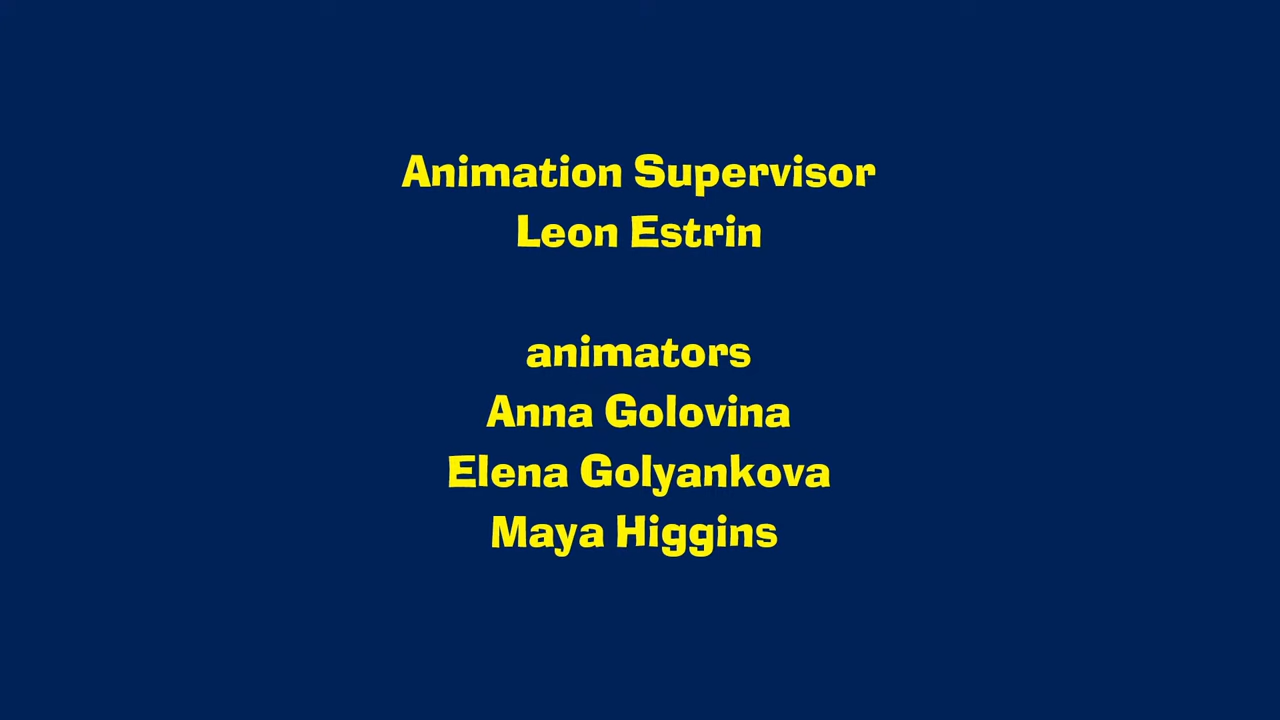 Animation Supervisor
Leon Estrin
animators
Anna Golovina
Elena Golyankova
Maya Higgins